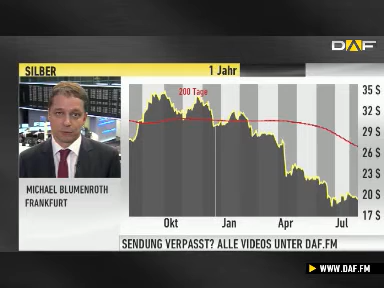 DAF
SILBER
1 Jahr
200 Tage
35 $
32 $
29 $
26 $
23 $
20 $
17 $
Okt
Jan
Apr
Jul
MICHAEL BLUMENROTH
FRANKFURT
SENDUNG VERPASST? ALLE VIDEOS UNTER DAF.FM
WWW.DAF.FM